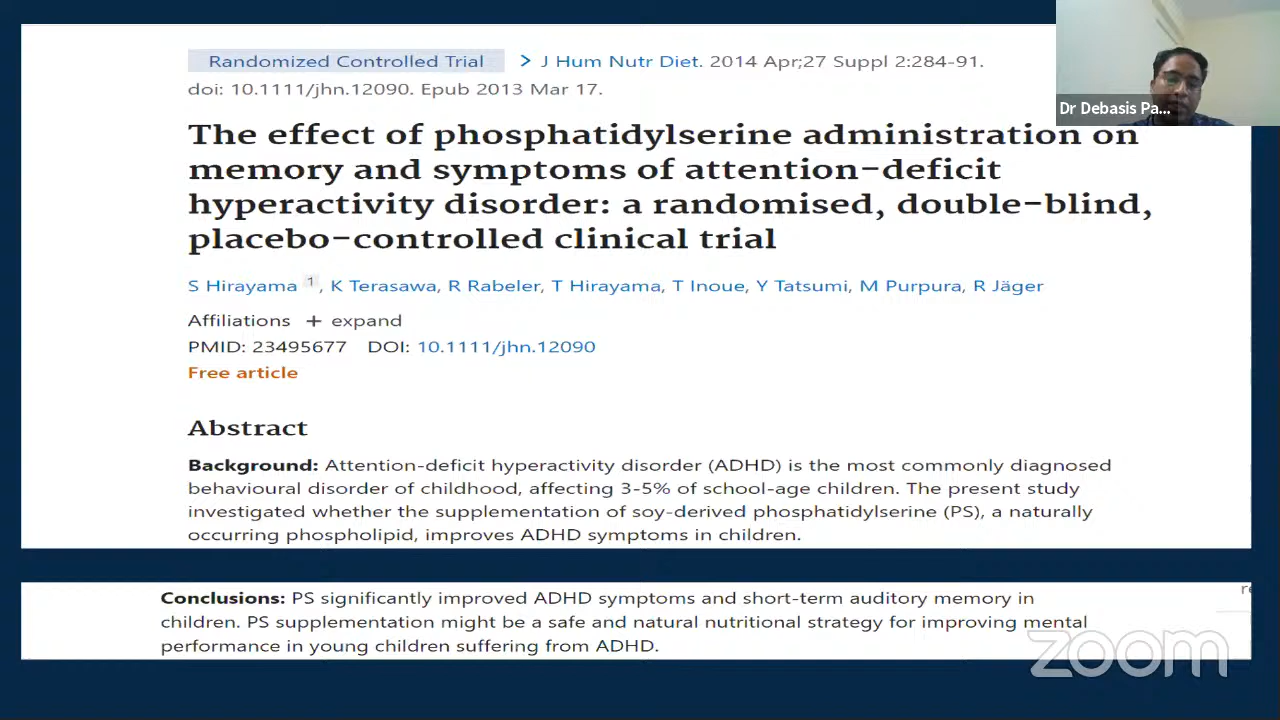 Randomized Controlled Trial > J Hum Nutr Diet. 2014 Apr;27 Suppl 2:284-91.
doi: 10.1111/jhn.12090. Epub 2013 Mar 17.
Dr Debasis Pa...
The effect of phosphatidylserine administration on
memory and symptoms of attention-deficit
hyperactivity disorder: a randomised, double-blind,
placebo-controlled clinical trial
S Hirayama 1, K Terasawa, R Rabeler, T Hirayama, T Inoue, Y Tatsumi, M Purpura, R Jäger
Affiliations + expand
PMID: 23495677 DOI: 10.1111/jhn.12090
Free article
Abstract
Background: Attention-deficit hyperactivity disorder (ADHD) is the most commonly diagnosed
behavioural disorder of childhood, affecting 3-5% of school-age children. The present study
investigated whether the supplementation of soy-derived phosphatidylserine (PS), a naturally
occurring phospholipid, improves ADHD symptoms in children.
Conclusions: PS significantly improved ADHD symptoms and short-term auditory memory in
children. PS supplementation might be a safe and natural nutritional strategy for improving mental
performance in young children suffering from ADHD.
zoom